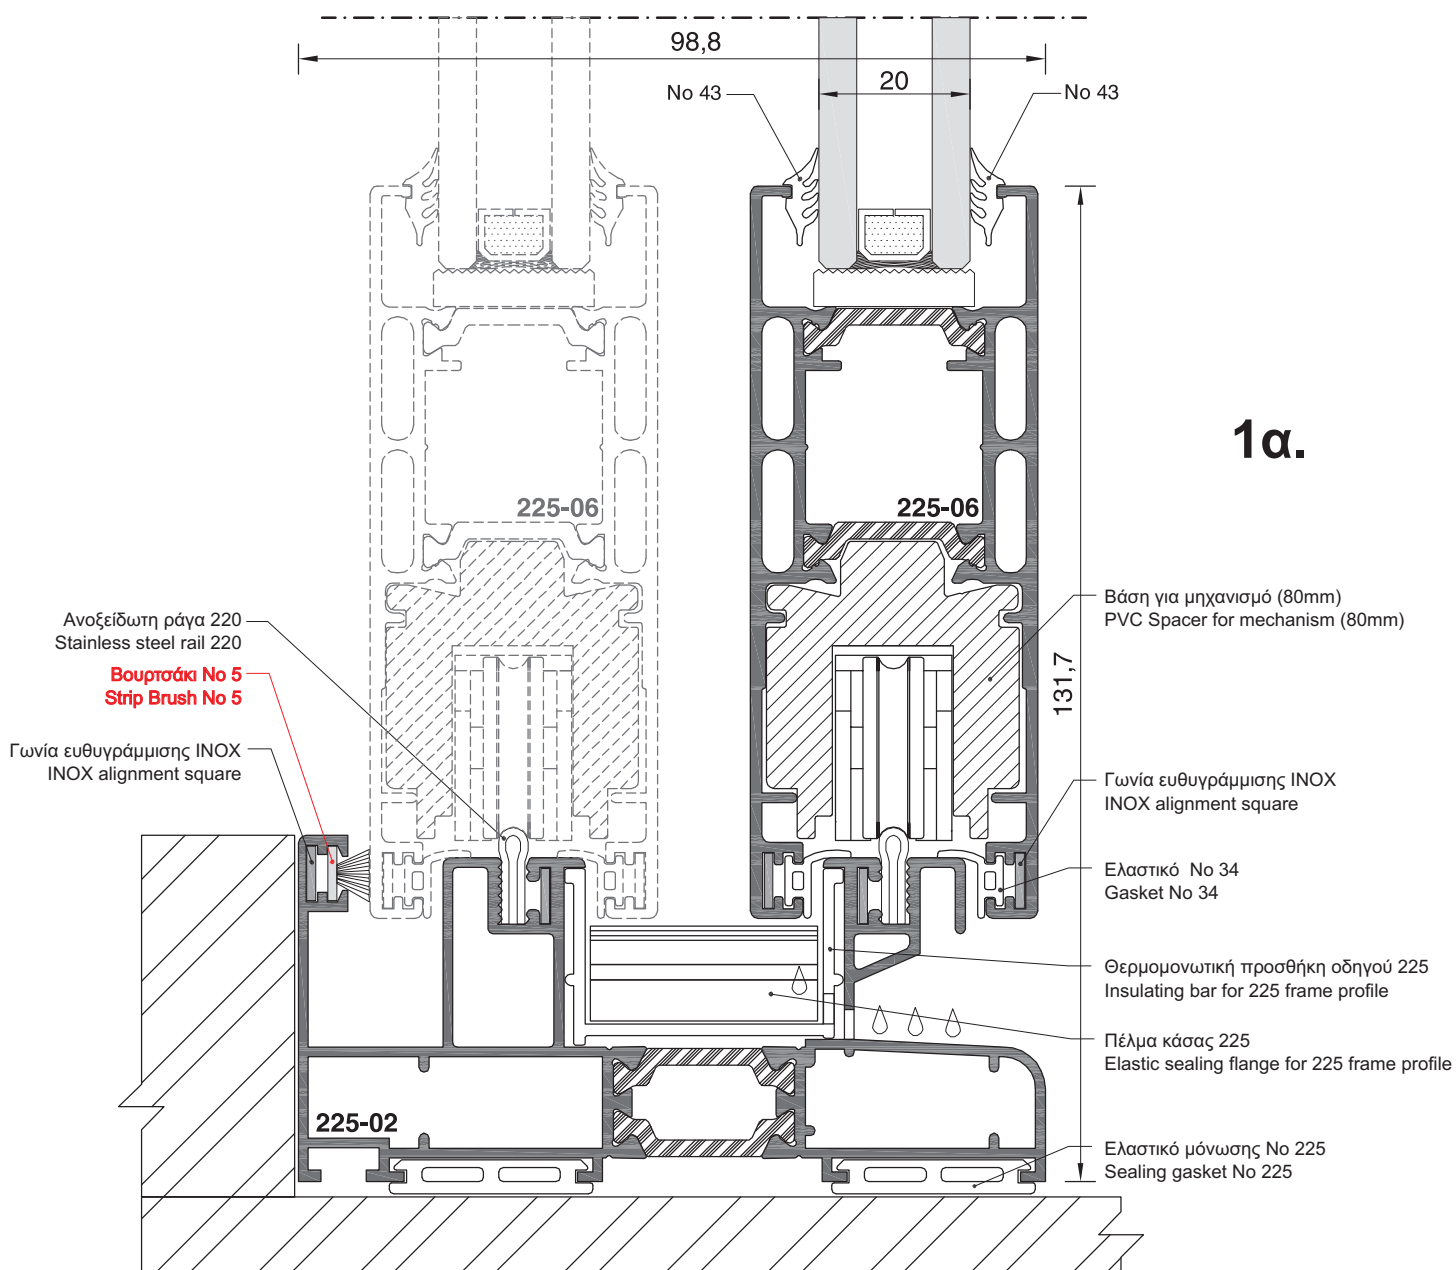 98,8
20
No 43
No 43
1α.
225-06
225-06
Ανοξείδωτη ράγα 220
Stainless steel rail 220
Βουρτσάκι No 5
Strip Brush No 5
Γωνία ευθυγράμμισης INOX
INOX alignment square
Βάση για μηχανισμό (80mm)
PVC Spacer for mechanism (80mm)
131,7
Γωνία ευθυγράμμισης INOX
INOX alignment square
Ελαστικό No 34
Gasket No 34
Θερμομονωτική προσθήκη οδηγού 225
Insulating bar for 225 frame profile
Πέλμα κάσας 225
Elastic sealing flange for 225 frame profile
225-02
Ελαστικό μόνωσης No 225
Sealing gasket No 225